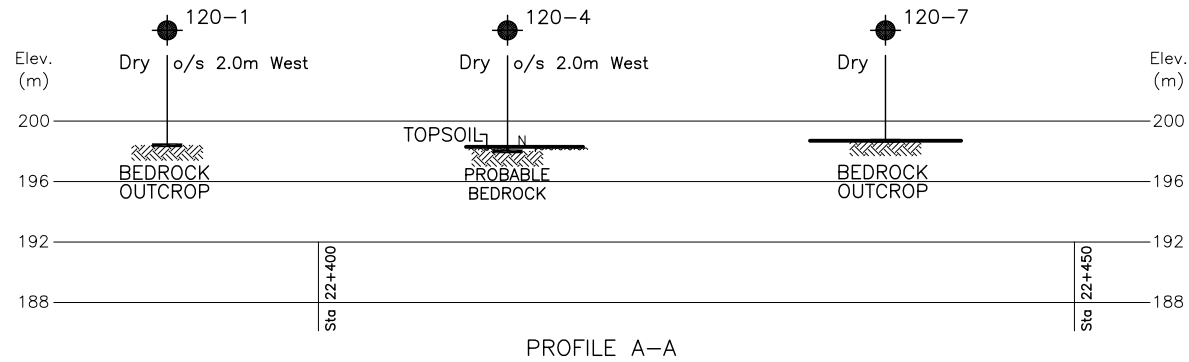 120-1
120-4
120-7
Elev.
(m)
Dry o/s 2.0m West
Dry o/s 2.0m West
Dry
Elev.
(m)
200
200
TOPSOIL
N
BEDROCK
OUTCROP
PROBABLE
BEDROCK
BEDROCK
OUTCROP
196
196
192
192
Sta 22+400
Sta 22+450
188
188
PROFILE A-A